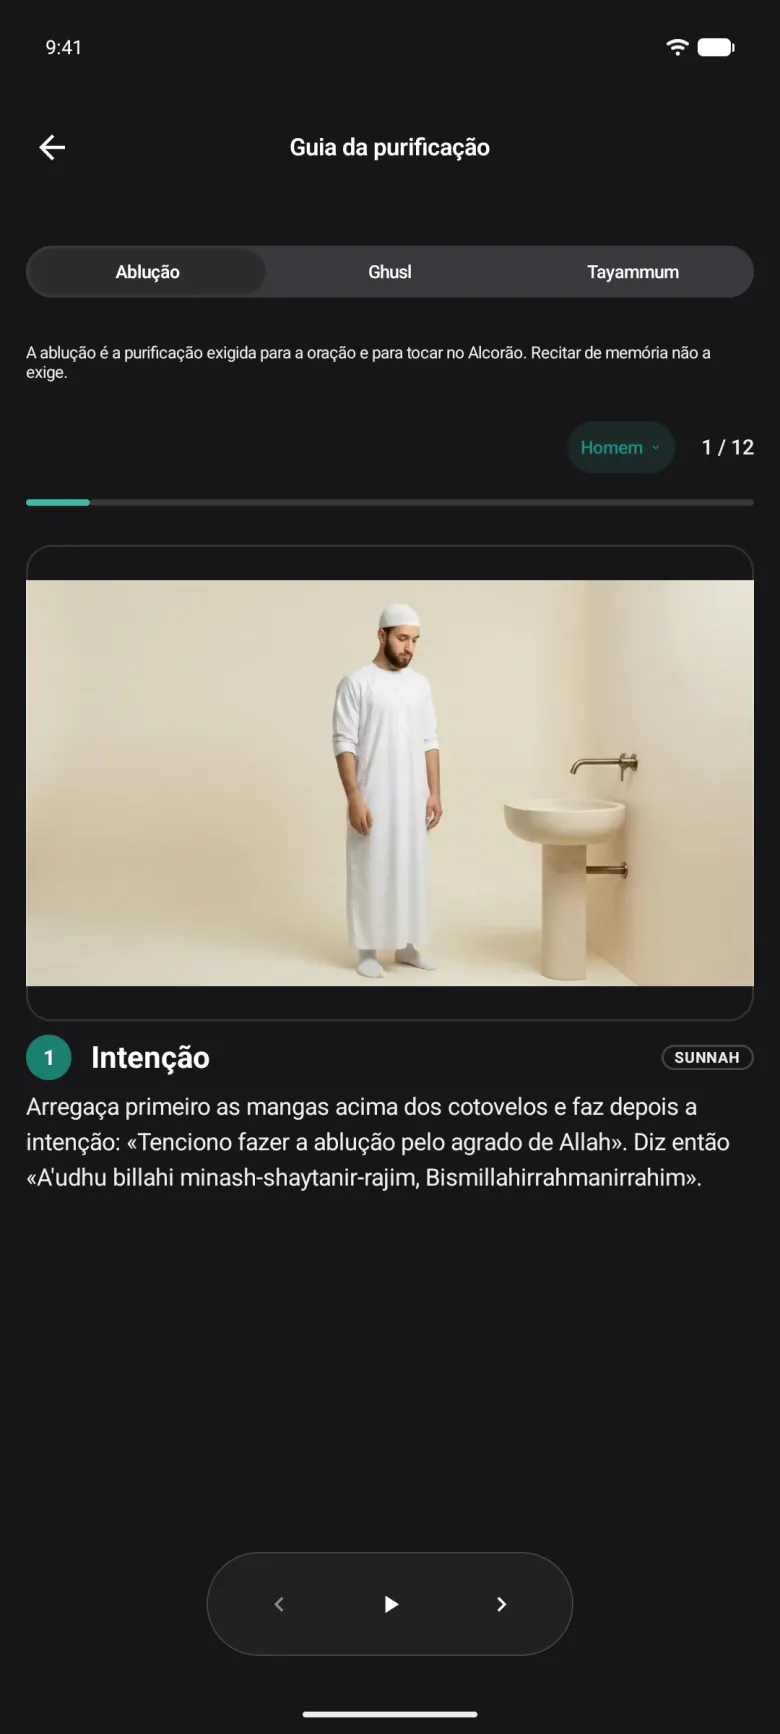 9:41
Guia da purificação
Ablução
Ghusl
Tayammum
A ablução é a purificação exigida para a oração e para tocar no Alcorão. Recitar de memória não a
exige.
Homem
1 / 12
1
Intenção
SUNNAH
Arregaça primeiro as mangas acima dos cotovelos e faz depois a
intenção: «Tenciono fazer a ablução pelo agrado de Allah». Diz então
«A'udhu billahi minash-shaytanir-rajim, Bismillahirrahmanirrahim».